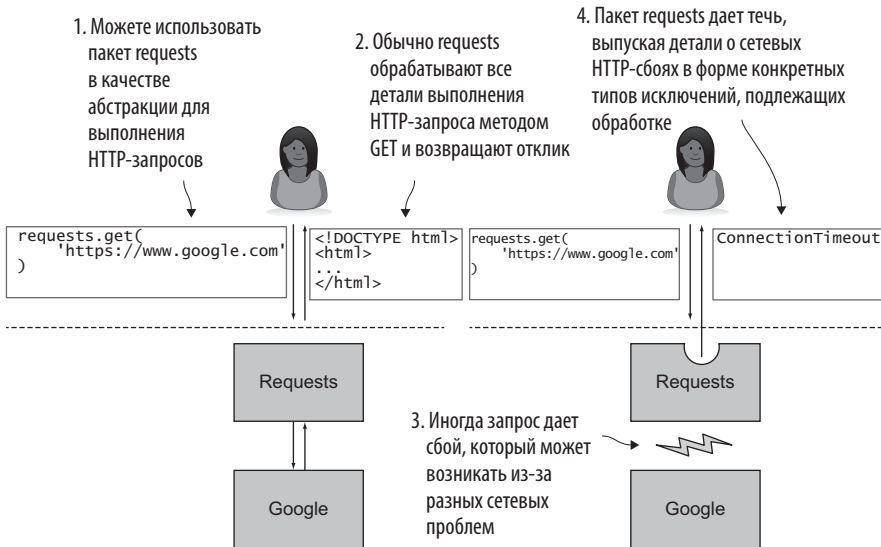 1. Можете использовать
пакет requests
в качестве
абстракции для
выполнения
HTTP-запросов
2. Обычно requests
обрабатывают все
детали выполнения
HTTP-запроса методом
GET и возвращают отклик
4. Пакет requests дает течь,
выпуская детали о сетевых
HTTP-сбоях в форме конкретных
типов исключений, подлежащих
обработке
requests.get(
'https://www.google.com'
)
<!DOCTYPE html>
<html>
...
</html>
requests.get(
'https://www.google.com'
)
ConnectionTimeout
Requests
Google
3. Иногда запрос дает
сбой, который может
возникать из-за
разных сетевых
проблем
Requests
Google